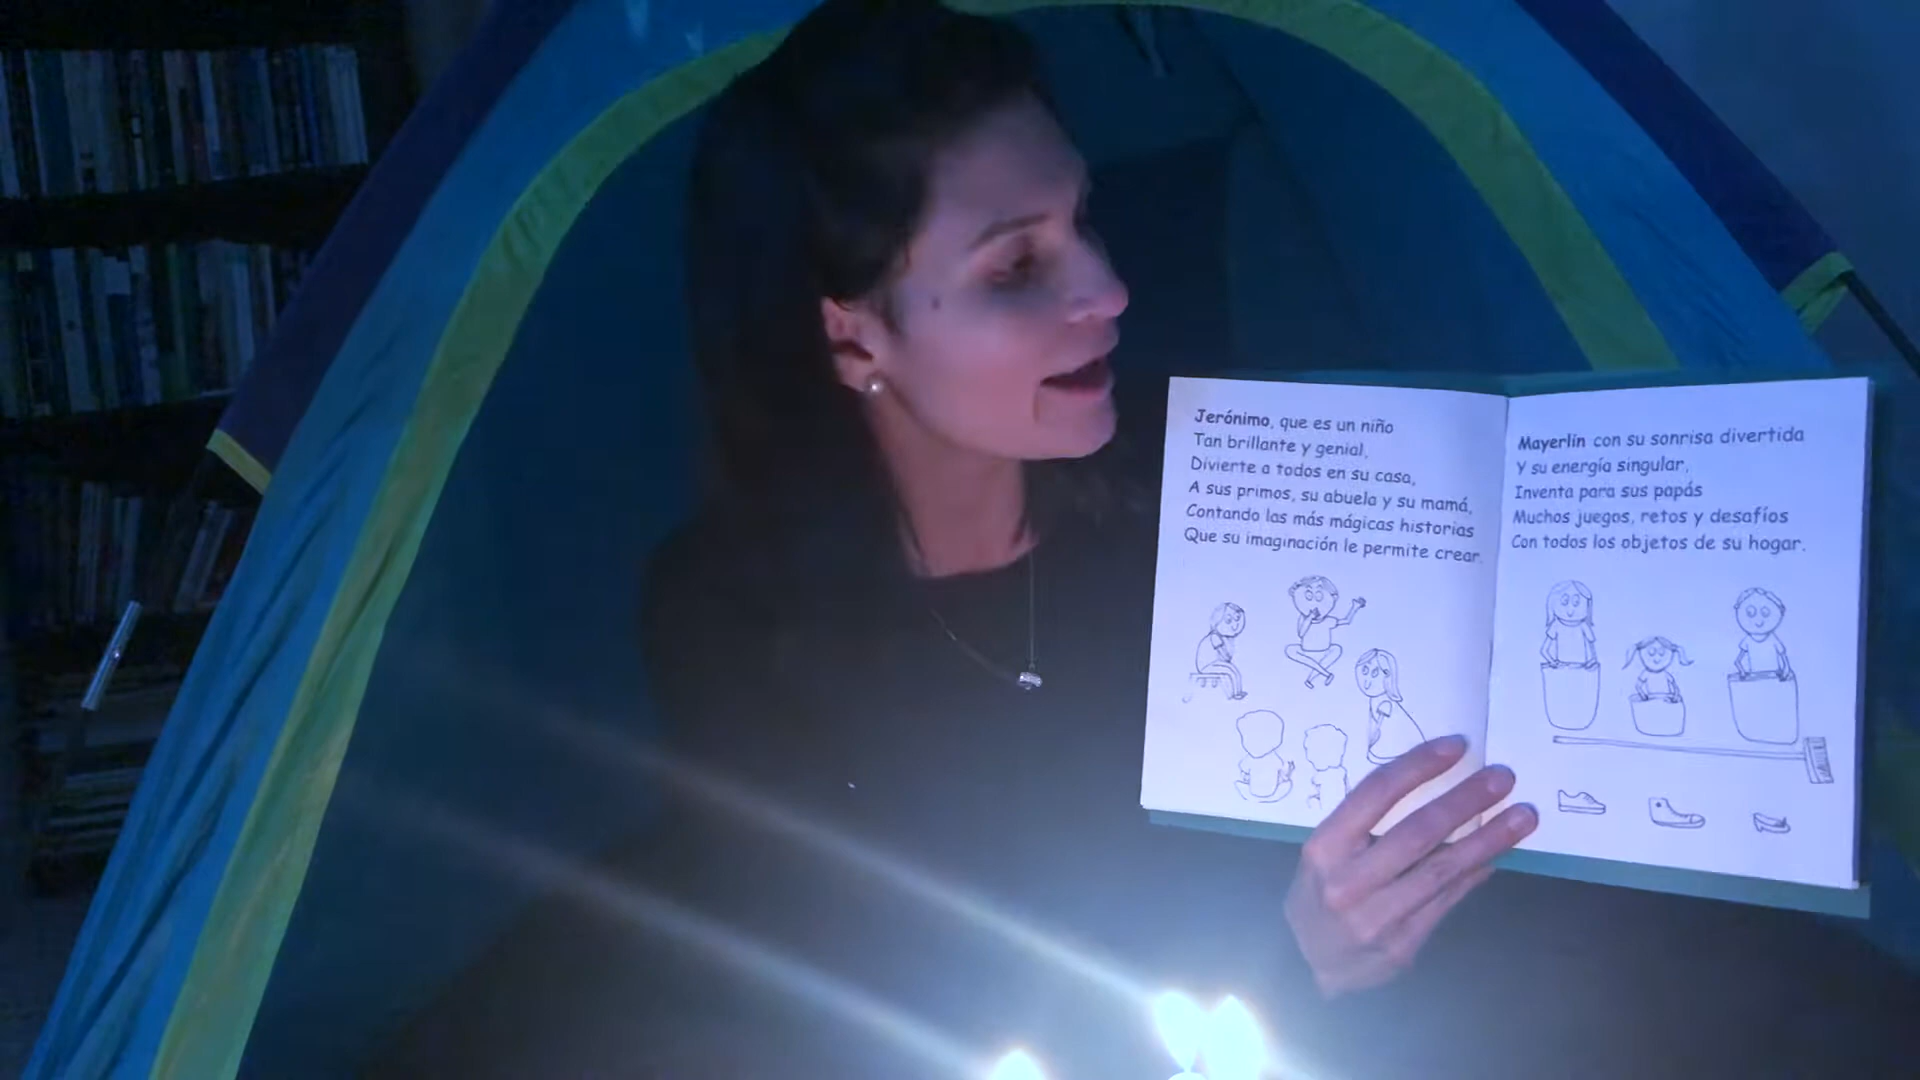 Jerónimo, que es un niño
Tan brillante y genial,
Divierte a todos en su casa,
A sus primos, su abuela y su mamá,
Contando las más mágicas historias
Que su imaginación le permite crear.
Mayerlín con su sonrisa divertida
Y su energía singular,
Inventa para sus papás
Muchos juegos, retos y desafíos
Con todos los objetos de su hogar.